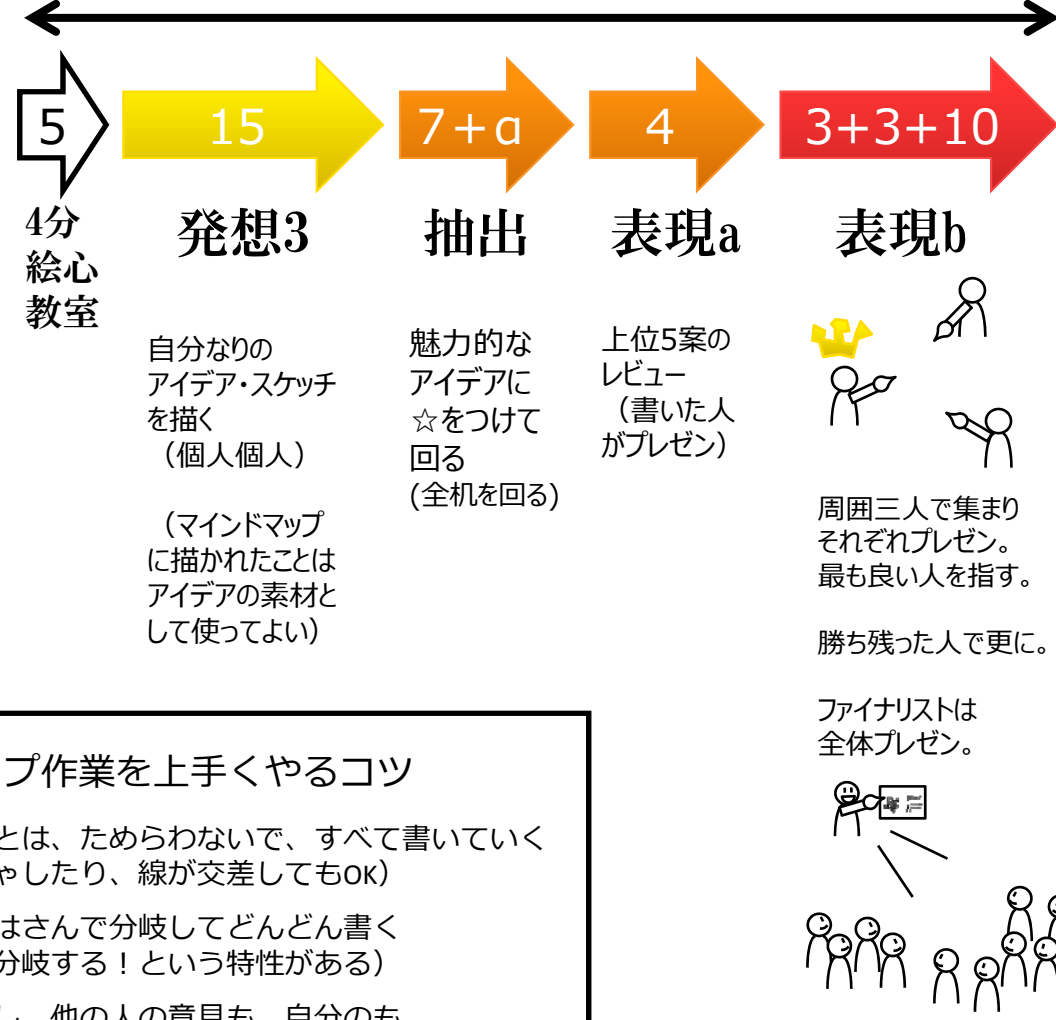 5
15
7+α
4
3+3+10
4分
絵心
教室
発想3
抽出
表現a
表現b
自分なりの
アイデア・スケッチ
を描く
（個人個人）
（マインドマップ
に描かれたことは
アイデアの素材と
して使ってよい）
魅力的な
アイデアに
☆をつけて
回る
(全机を回る)
上位5案の
レビュー
（書いた人
がプレゼン）
周囲三人で集まり
それぞれプレゼン。
最も良い人を指す。
勝ち残った人で更に。
ファイナリストは
全体プレゼン。
プ作業を上手くやるコツ
とは、ためらわないで、すべて書いていく
ゃしたり、線が交差してもOK）
はさんで分岐してどんどん書く
分岐する！という特性がある）
他の人の意見も、自分のも